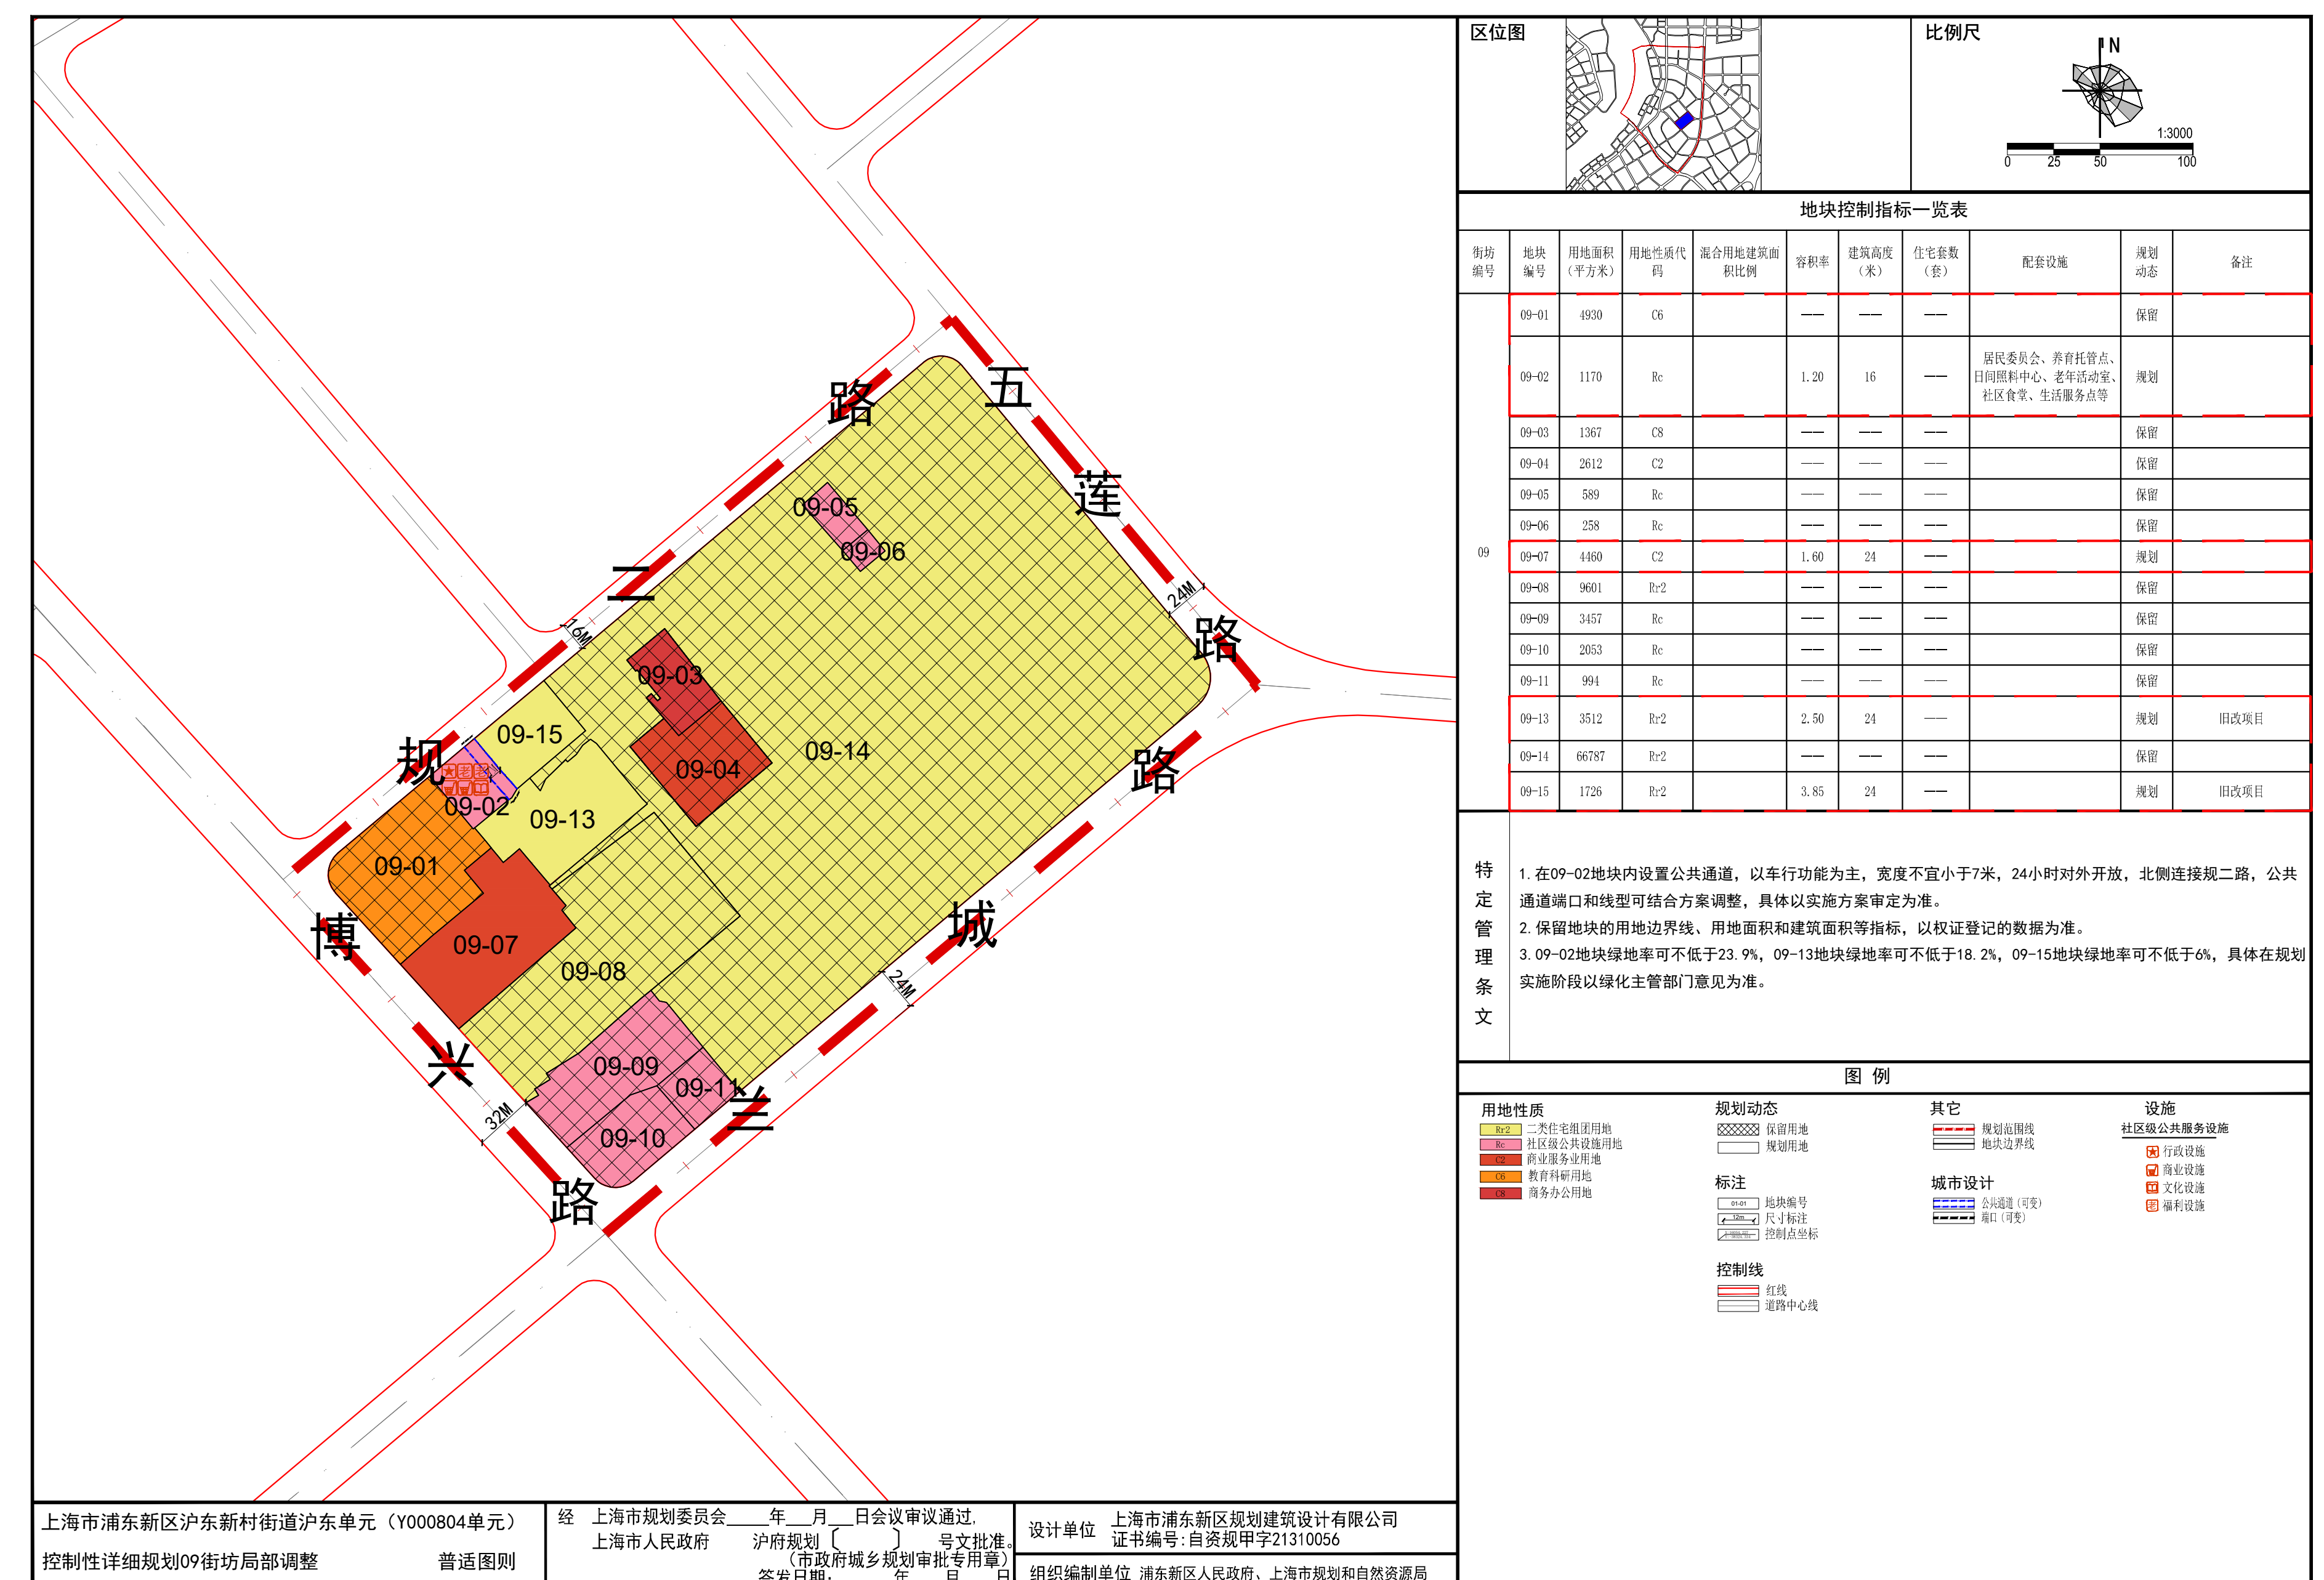 区位图
比例尺
N
1:3000
0 25 50 100
地块控制指标一览表
街坊编号 地块编号 用地面积（平方米） 用地性质代码 混合用地建筑面积比例 容积率 建筑高度（米） 住宅套数（套） 配套设施 规划动态 备注
09
09-01 4930 C6 —— —— —— 保留
09-02 1170 Rc 1.20 16 —— 居民委员会、养育托管点、日间照料中心、老年活动室、社区食堂、生活服务点等 规划
09-03 1367 C8 —— —— —— 保留
09-04 2612 C2 —— —— —— 保留
09-05 589 Rc —— —— —— 保留
09-06 258 Rc —— —— —— 保留
09-07 4460 C2 1.60 24 —— 规划
09-08 9601 Rr2 —— —— —— 保留
09-09 3457 Rc —— —— —— 保留
09-10 2053 Rc —— —— —— 保留
09-11 994 Rc —— —— —— 保留
09-13 3512 Rr2 2.50 24 —— 规划 旧改项目
09-14 66787 Rr2 —— —— —— 保留
09-15 1726 Rr2 3.85 24 —— 规划 旧改项目
特定管理条文
1.在09-02地块内设置公共通道，以车行功能为主，宽度不宜小于7米，24小时对外开放，北侧连接规二路，公共
通道端口和线型可结合方案调整，具体以实施方案审定为准。
2.保留地块的用地边界线、用地面积和建筑面积等指标，以权证登记的数据为准。
3.09-02地块绿地率可不低于23.9%，09-13地块绿地率可不低于18.2%，09-15地块绿地率可不低于6%，具体在规划
实施阶段以绿化主管部门意见为准。
图 例
用地性质
Rr2 二类住宅组团用地
Rc 社区级公共设施用地
C2 商业服务业用地
C6 教育科研用地
C8 商务办公用地
规划动态
保留用地
规划用地
标注
01-01 地块编号
12m 尺寸标注
控制点坐标
控制线
红线
道路中心线
其它
规划范围线
地块边界线
城市设计
公共通道（可变）
端口（可变）
设施
社区级公共服务设施
行政设施
商业设施
文化设施
老 福利设施
规二路
五莲路
博兴路
兰城路
16M
24M
24M
32M
09-05
09-06
09-03
09-15
09-14
09-04
老 老
09-02
09-13
09-01
09-07
09-08
09-09
09-11
09-10
上海市浦东新区沪东新村街道沪东单元（Y000804单元）
控制性详细规划09街坊局部调整 普适图则
经 上海市规划委员会____年__月__日会议审议通过,
上海市人民政府 沪府规划〔 〕 号文批准。
（市政府城乡规划审批专用章）
签发日期: 年 月 日
设计单位 上海市浦东新区规划建筑设计有限公司
证书编号:自资规甲字21310056
组织编制单位 浦东新区人民政府、上海市规划和自然资源局